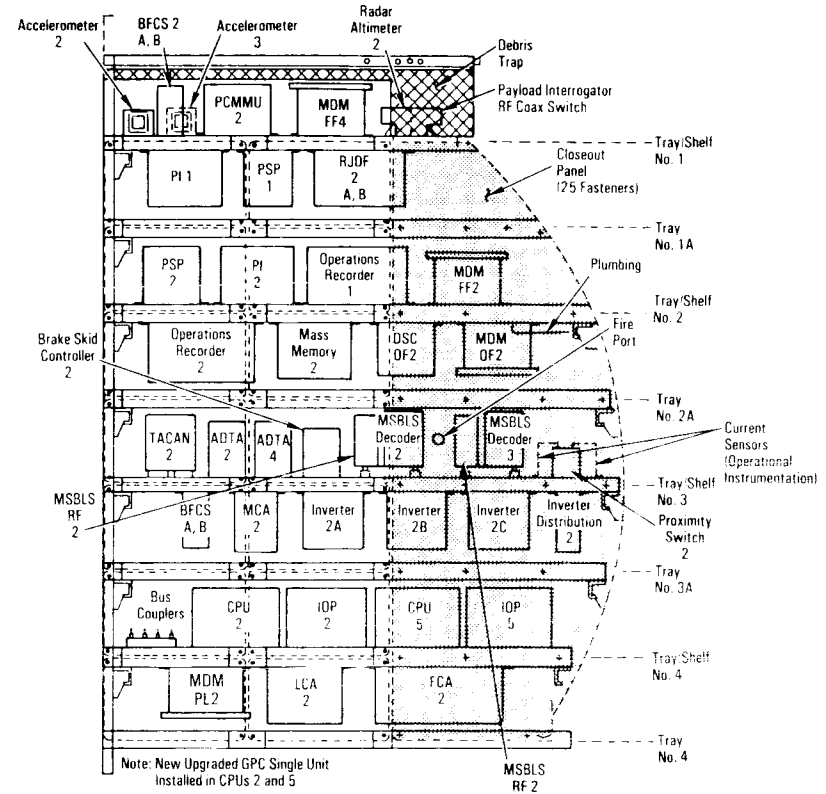 Accelerometer
2
BFCS 2
A, B
Accelerometer
3
Radar
Altimeter
2
Debris
Trap
Payload Interrogator
RF Coax Switch
PCMMU
2
MDM
FF4
Tray/Shelf
No. 1
PI 1
PSP
1
RJDF
2
A, B
Closeout
Panel
(25 Fasteners)
Tray
No. 1A
PSP
2
PI
2
Operations
Recorder
1
MDM
FF2
Plumbing
Tray/Shelf
No. 2
Fire
Port
Brake Skid
Controller
2
Operations
Recorder
2
Mass
Memory
2
DSC
OF2
MDM
OF2
Tray
No. 2A
TACAN
2
ADTA
2
ADTA
4
MSBLS
Decoder
2
MSBLS
Decoder
3
Current
Sensors
(Operational
Instrumentation)
Tray/Shelf
No. 3
MSBLS
RF
2
BFCS
A, B
MCA
2
Inverter
2A
Inverter
2B
Inverter
2C
Inverter
Distribution
2
Proximity
Switch
2
Tray
No. 3A
Bus
Couplers
CPU
2
IOP
2
CPU
5
IOP
5
Tray/Shelf
No. 4
MDM
PL2
LCA
2
FCA
2
Tray
No. 4
Note: New Upgraded GPC Single Unit
Installed in CPUs 2 and 5
MSBLS
RF 2